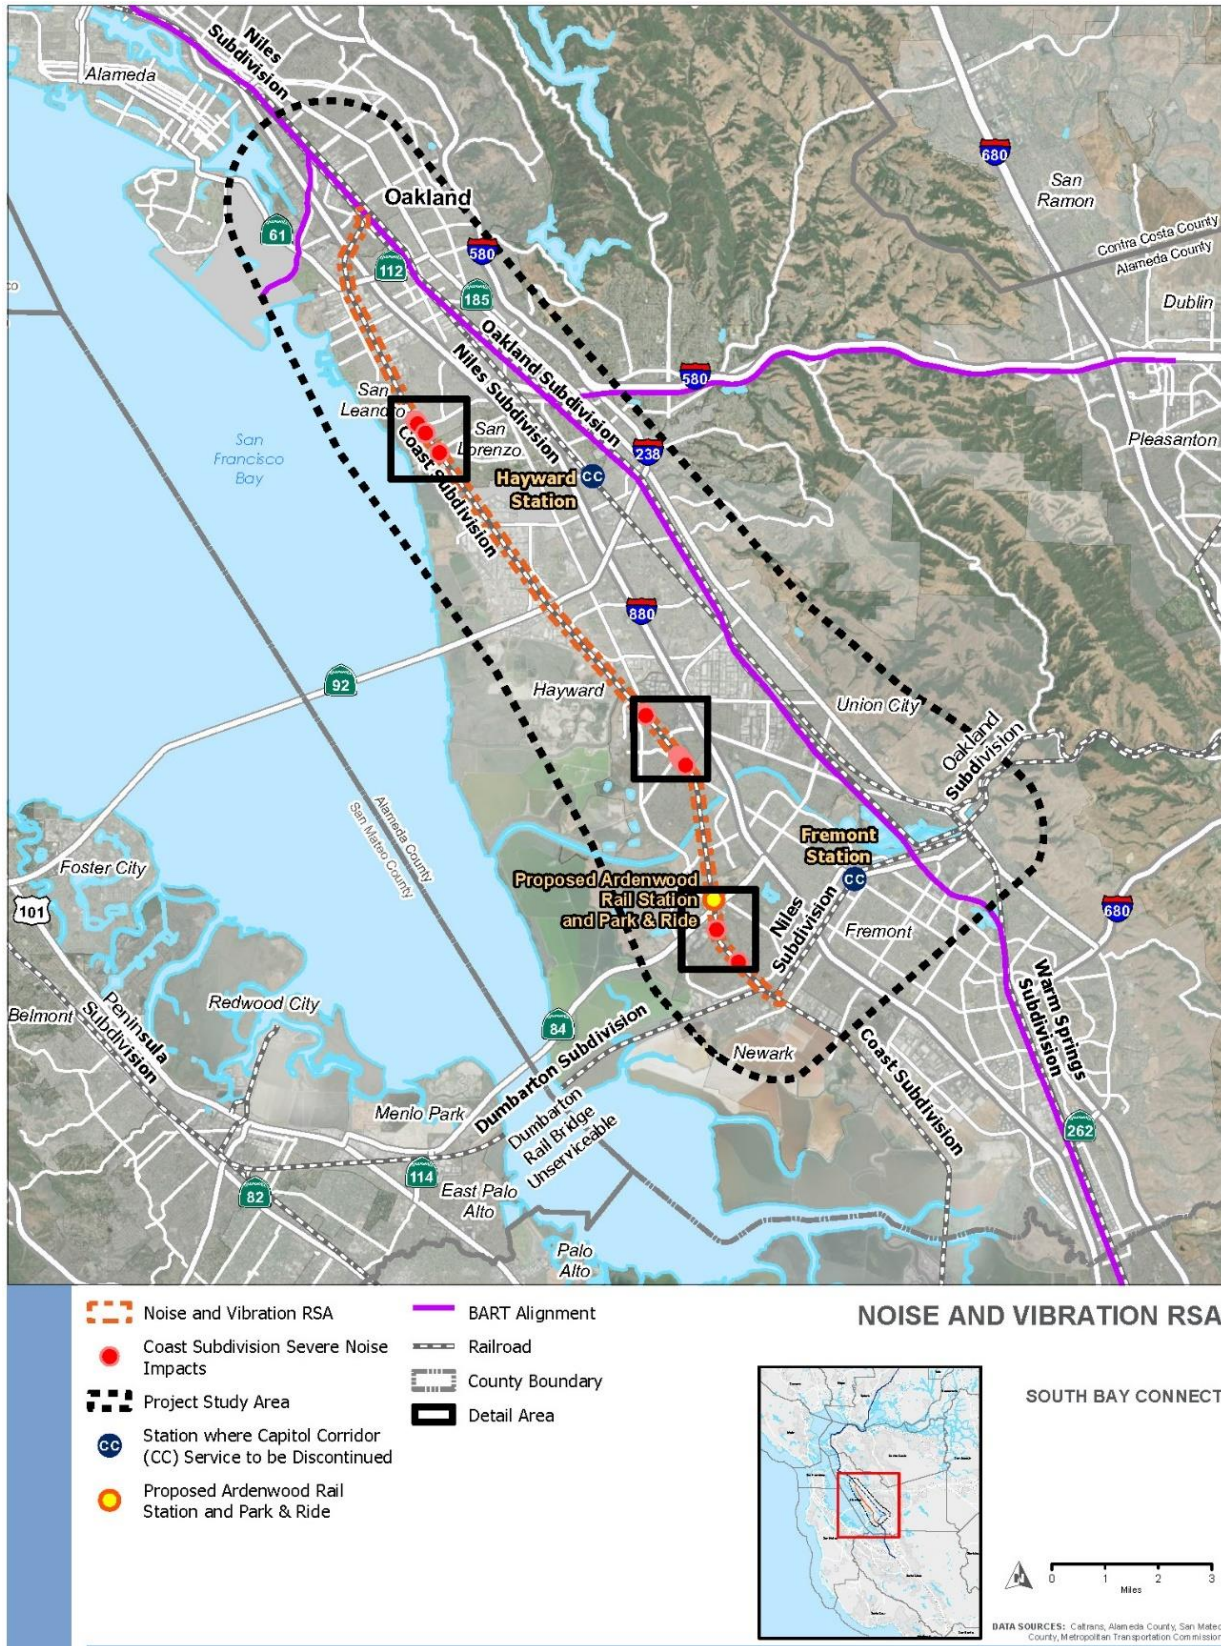 Niles
Subdivision
Alameda
680
San
Ramon
Oakland
61
580
Contra Costa County
Alameda County
112
185
Dublin
co
Oakland Subdivision
Niles Subdivision
580
San
Leandro
San
Lorenzo
Pleasanton
San
Francisco
Bay
Coast Subdivision
238
Hayward
Station
CC
880
92
Hayward
Union City
Oakland
Subdivision
Alameda County
San Mateo County
Foster City
Fremont
Station
CC
Proposed Ardenwood
Rail Station
and Park & Ride
101
680
Niles
Subdivision
Fremont
Belmont
Peninsula
Subdivision
Redwood City
84
Warm Springs
Subdivision
Newark
Coast Subdivision
Dumbarton Subdivision
Menlo Park
Dumbarton
Rail Bridge
Unserviceable
262
114
82
East Palo
Alto
Palo
Alto
Noise and Vibration RSA
Coast Subdivision Severe Noise
Impacts
Project Study Area
CC
Station where Capitol Corridor
(CC) Service to be Discontinued
Proposed Ardenwood Rail
Station and Park & Ride
BART Alignment
Railroad
County Boundary
Detail Area
NOISE AND VIBRATION RSA
SOUTH BAY CONNECT
N
0 1 2 3
Miles
DATA SOURCES: Caltrans, Alameda County, San Mateo
County, Metropolitan Transportation Commission